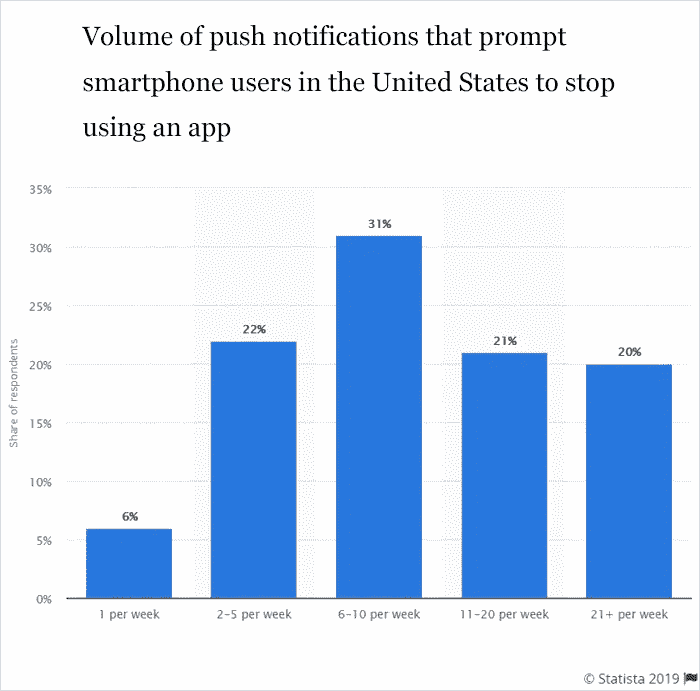 Volume of push notifications that prompt
smartphone users in the United States to stop
using an app
35%
30%
25%
20%
15%
10%
5%
0%
Share of respondents
6%
22%
31%
21%
20%
1 per week
2–5 per week
6–10 per week
11–20 per week
21+ per week
© Statista 2019